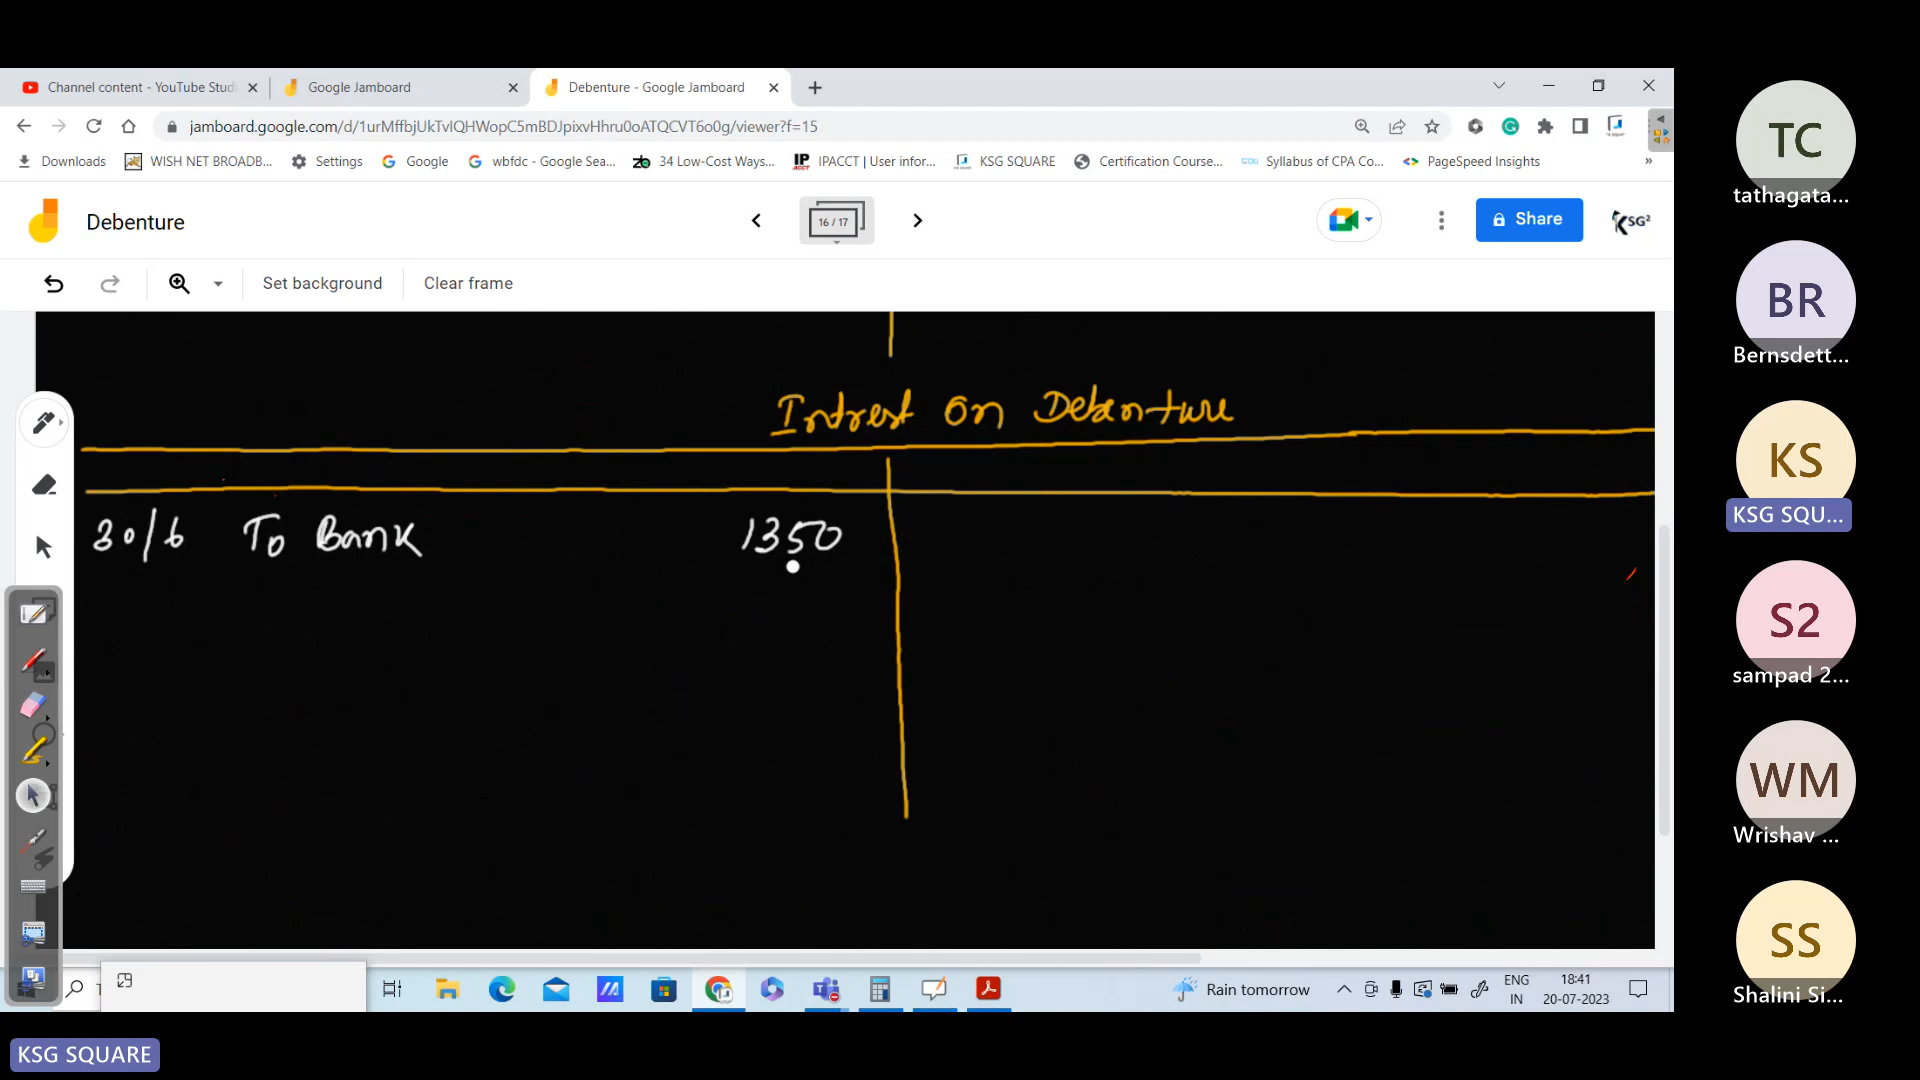 Channel content - YouTube Studi
Google Jamboard
Debenture - Google Jamboard
jamboard.google.com/d/1urMffbjUkTvIQHWopC5mBDJpixvHhru0oATQCVT6o0g/viewer?f=15
Downloads
WISH NET BROADB...
Settings
Google
wbfdc - Google Sea...
34 Low-Cost Ways...
IPACCT | User infor...
KSG SQUARE
Certification Course...
Syllabus of CPA Co...
PageSpeed Insights
»
Debenture
16 / 17
Share
KSG²
Set background
Clear frame
Intrest on Debenture
30/6 To Bank 1350
Rain tomorrow
ENG
IN
18:41
20-07-2023
TC
tathagata...
BR
Bernsdett...
KS
KSG SQU...
S2
sampad 2...
WM
Wrishav ...
SS
Shalini Si...
KSG SQUARE